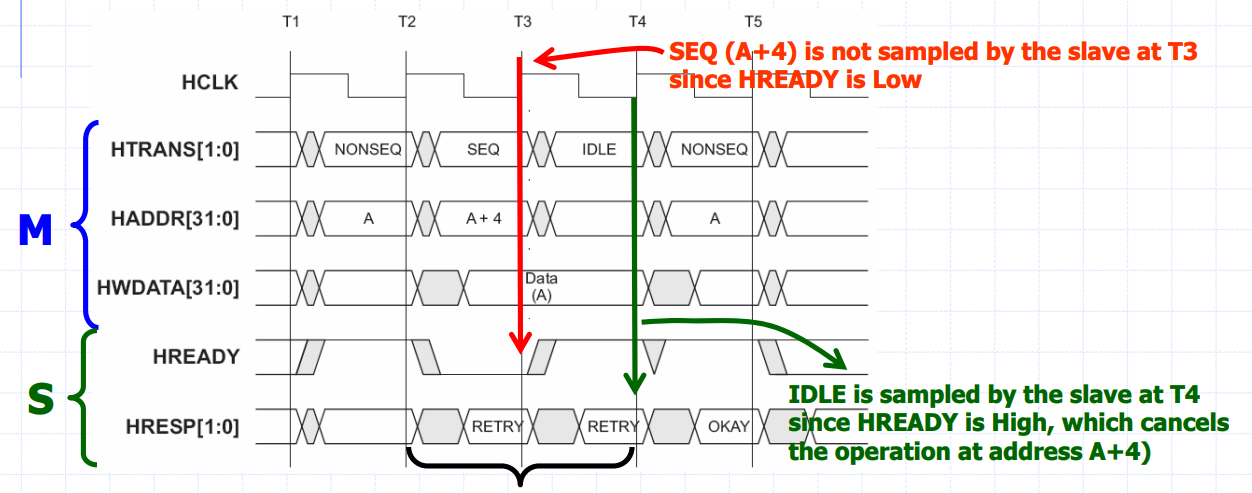 T1 T2 T3 T4 T5
SEQ (A+4) is not sampled by the slave at T3
since HREADY is Low
HCLK
HTRANS[1:0] NONSEQ SEQ IDLE NONSEQ
M
HADDR[31:0] A A + 4 A
HWDATA[31:0] Data
(A)
HREADY
S
IDLE is sampled by the slave at T4
since HREADY is High, which cancels
the operation at address A+4)
HRESP[1:0] RETRY RETRY OKAY